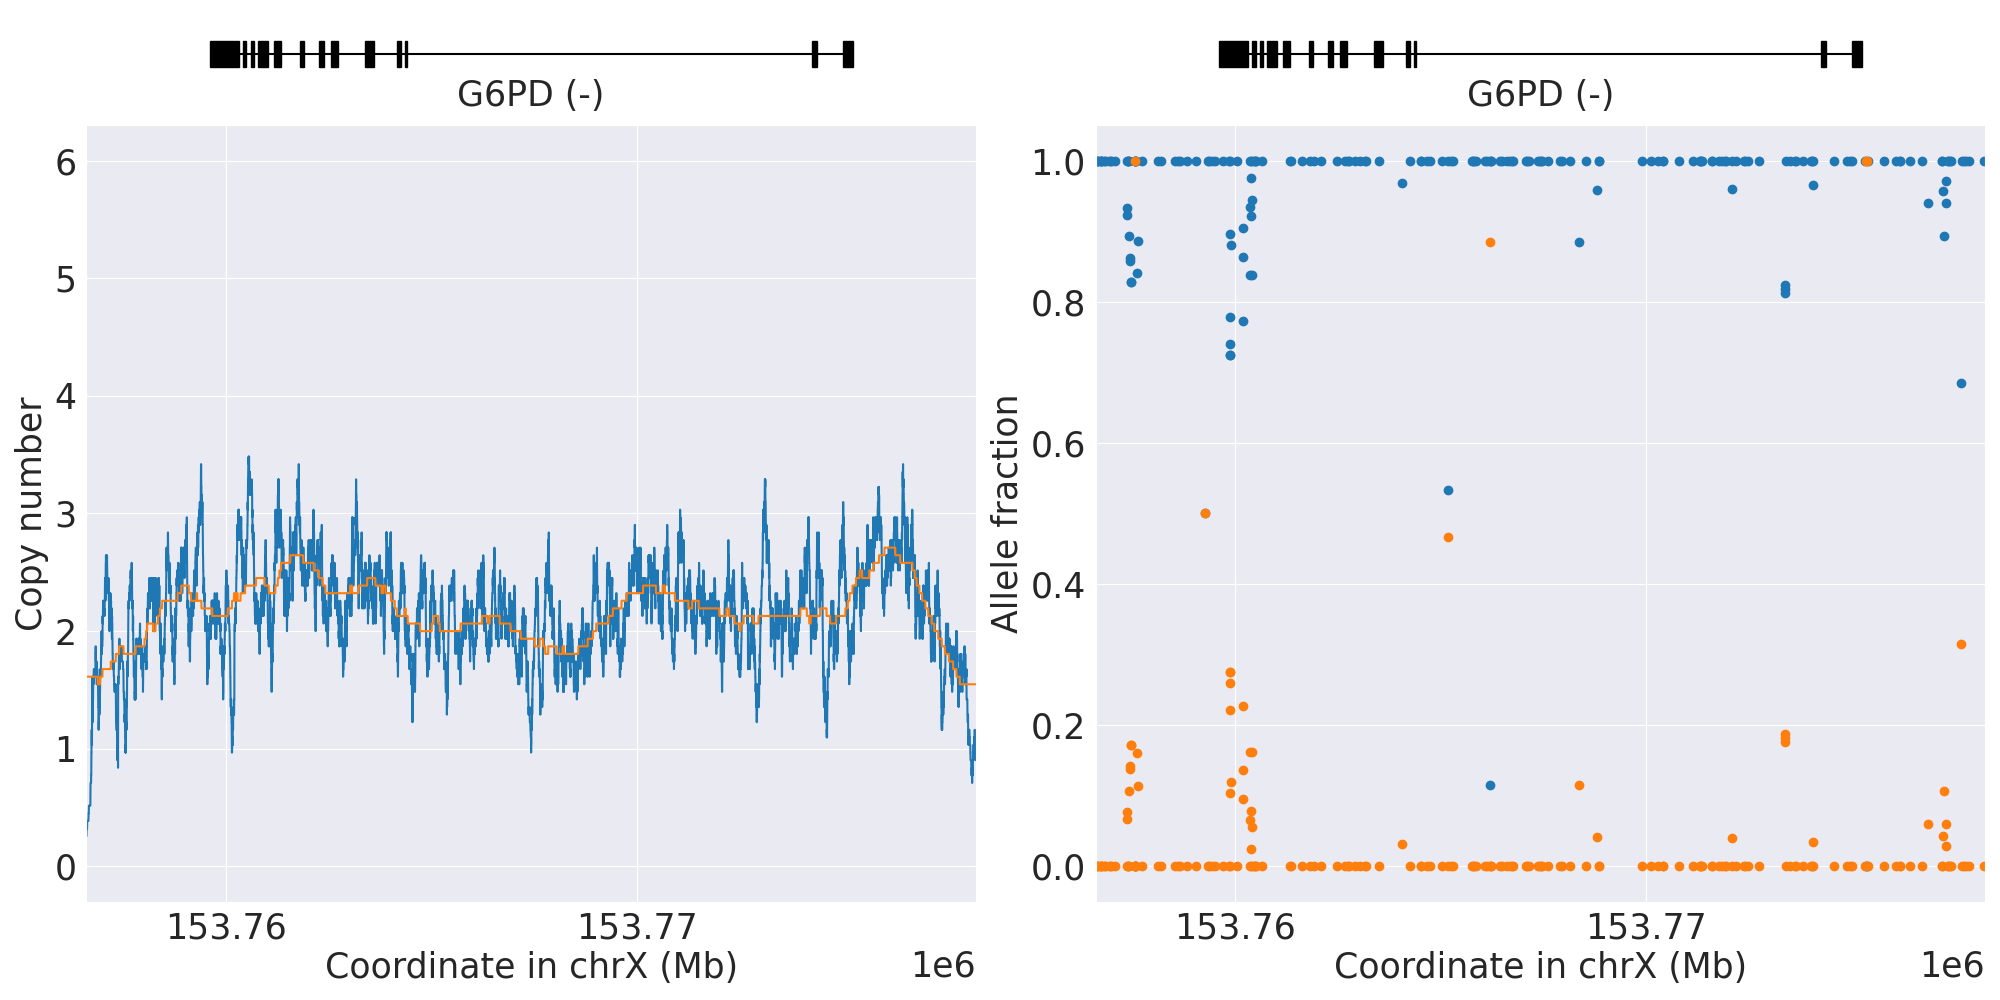 G6PD (-)
6
5
4
3
2
1
0
Copy number
153.76
153.77
Coordinate in chrX (Mb)
1e6
G6PD (-)
1.0
0.8
0.6
0.4
0.2
0.0
Allele fraction
153.76
153.77
Coordinate in chrX (Mb)
1e6